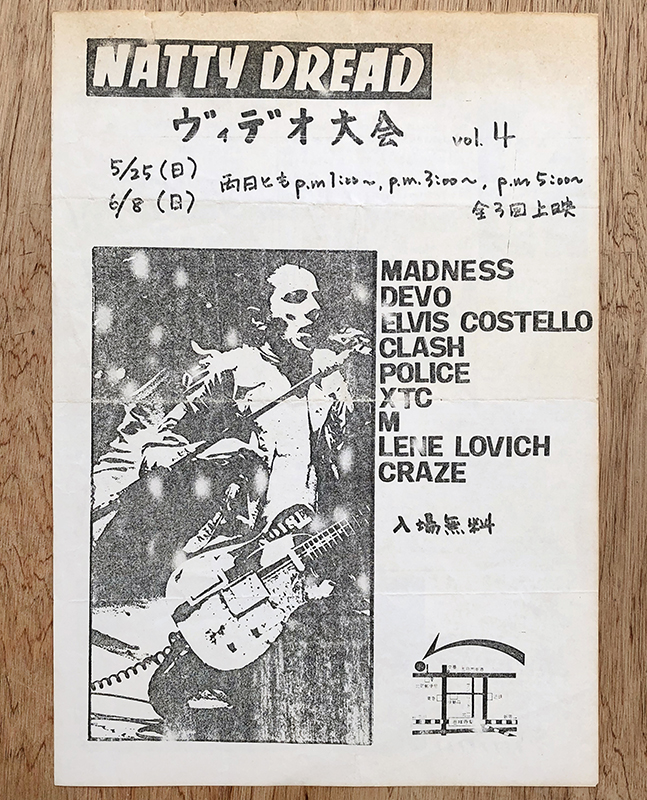 NATTY DREAD
ヴィデオ大会 vol. 4
5/25(日)
6/8(日)
両日とも p.m 1:00〜, p.m. 3:00〜, p.m 5:00〜
全3回上映
MADNESS
DEVO
ELVIS COSTELLO
CLASH
POLICE
XTC
M
LENE LOVICH
CRAZE
入場無料